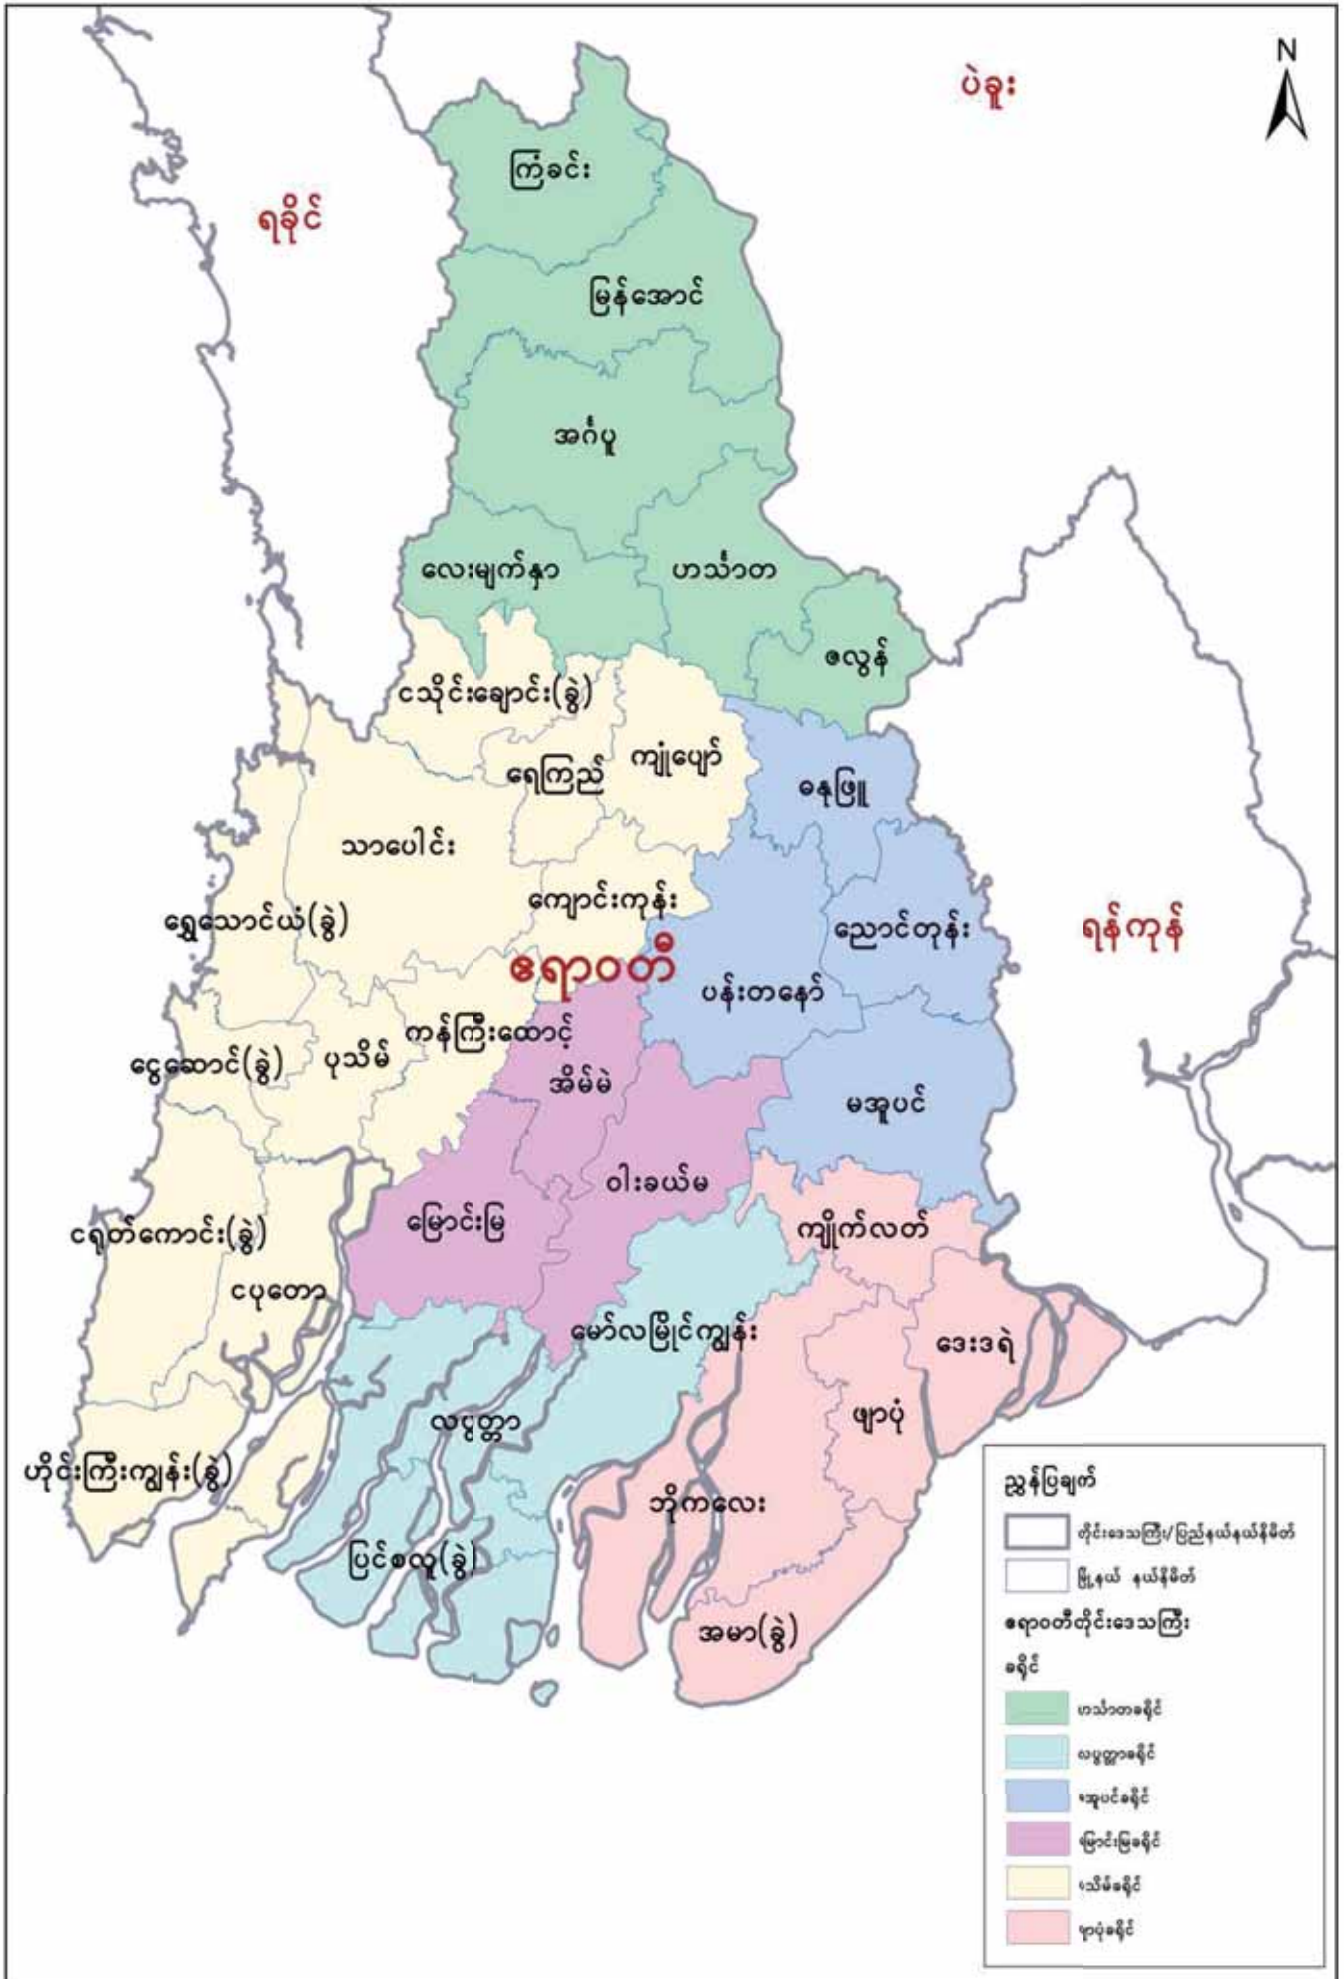 N
ပဲခူး
ရခိုင်
ကြံခင်း
မြန်အောင်
အင်္ဂပူ
လေးမျက်နှာ
ဟင်္သာတ
ဇလွန်
ငသိုင်းချောင်း(ခွဲ)
ရေကြည်
ကျုံပျော်
ဓနုဖြူ
သာပေါင်း
ကျောင်းကုန်း
ရွှေသောင်ယံ(ခွဲ)
ညောင်တုန်း
ရန်ကုန်
ဧရာဝတီ
ပန်းတနော်
ကန်ကြီးထောင့်
ငွေဆောင်(ခွဲ)
ပုသိမ်
အိမ်မဲ
မအူပင်
ဝါးခယ်မ
မြောင်းမြ
ကျိုက်လတ်
ငရုတ်ကောင်း(ခွဲ)
ငပုတော
မော်လမြိုင်ကျွန်း
ဒေးဒရဲ
လပွတ္တာ
ဖျာပုံ
ဟိုင်းကြီးကျွန်း(ခွဲ)
ဘိုကလေး
ပြင်စလူ(ခွဲ)
အမာ(ခွဲ)
ညွှန်ပြချက်
တိုင်းဒေသကြီး/ပြည်နယ်နယ်နိမိတ်
မြို့နယ် နယ်နိမိတ်
ဧရာဝတီတိုင်းဒေသကြီး
ခရိုင်
ဟင်္သာတခရိုင်
လပွတ္တာခရိုင်
မအူပင်ခရိုင်
မြောင်းမြခရိုင်
ပုသိမ်ခရိုင်
ဖျာပုံခရိုင်